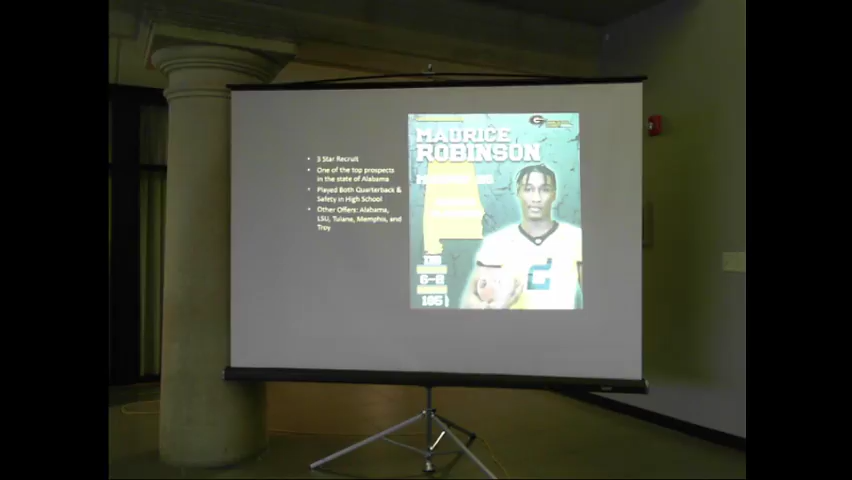 • 3 Star Recruit
• One of the top prospects
in the state of Alabama
• Played Both Quarterback &
Safety in High School
• Other Offers: Alabama,
LSU, Tulane, Memphis, and
Troy
MAURICE
ROBINSON
G
6-2
185
2